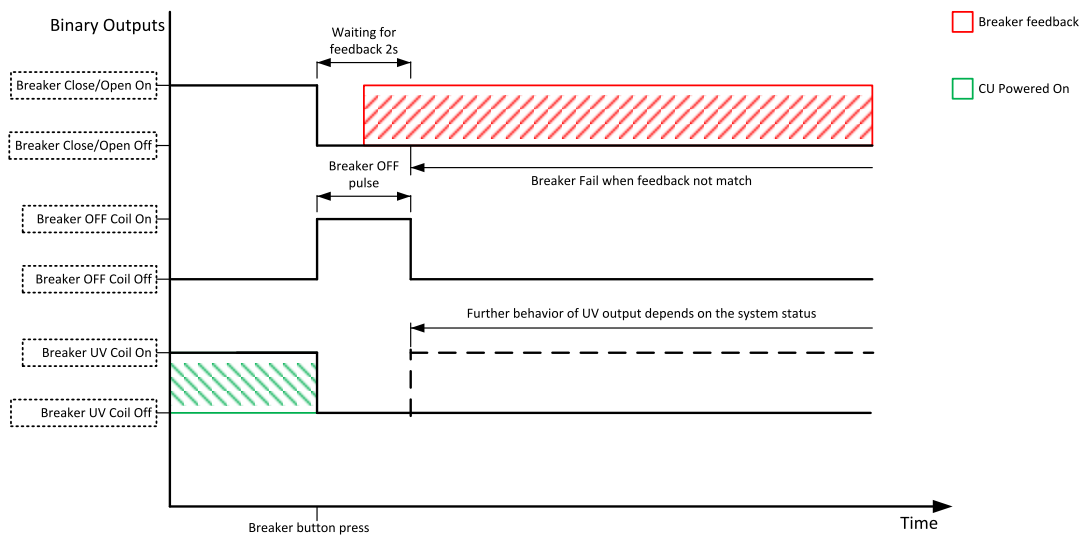 Binary Outputs
Waiting for
feedback 2s
Breaker feedback
Breaker Close/Open On
CU Powered On
Breaker Close/Open Off
Breaker OFF
pulse
Breaker Fail when feedback not match
Breaker OFF Coil On
Breaker OFF Coil Off
Further behavior of UV output depends on the system status
Breaker UV Coil On
Breaker UV Coil Off
Time
Breaker button press